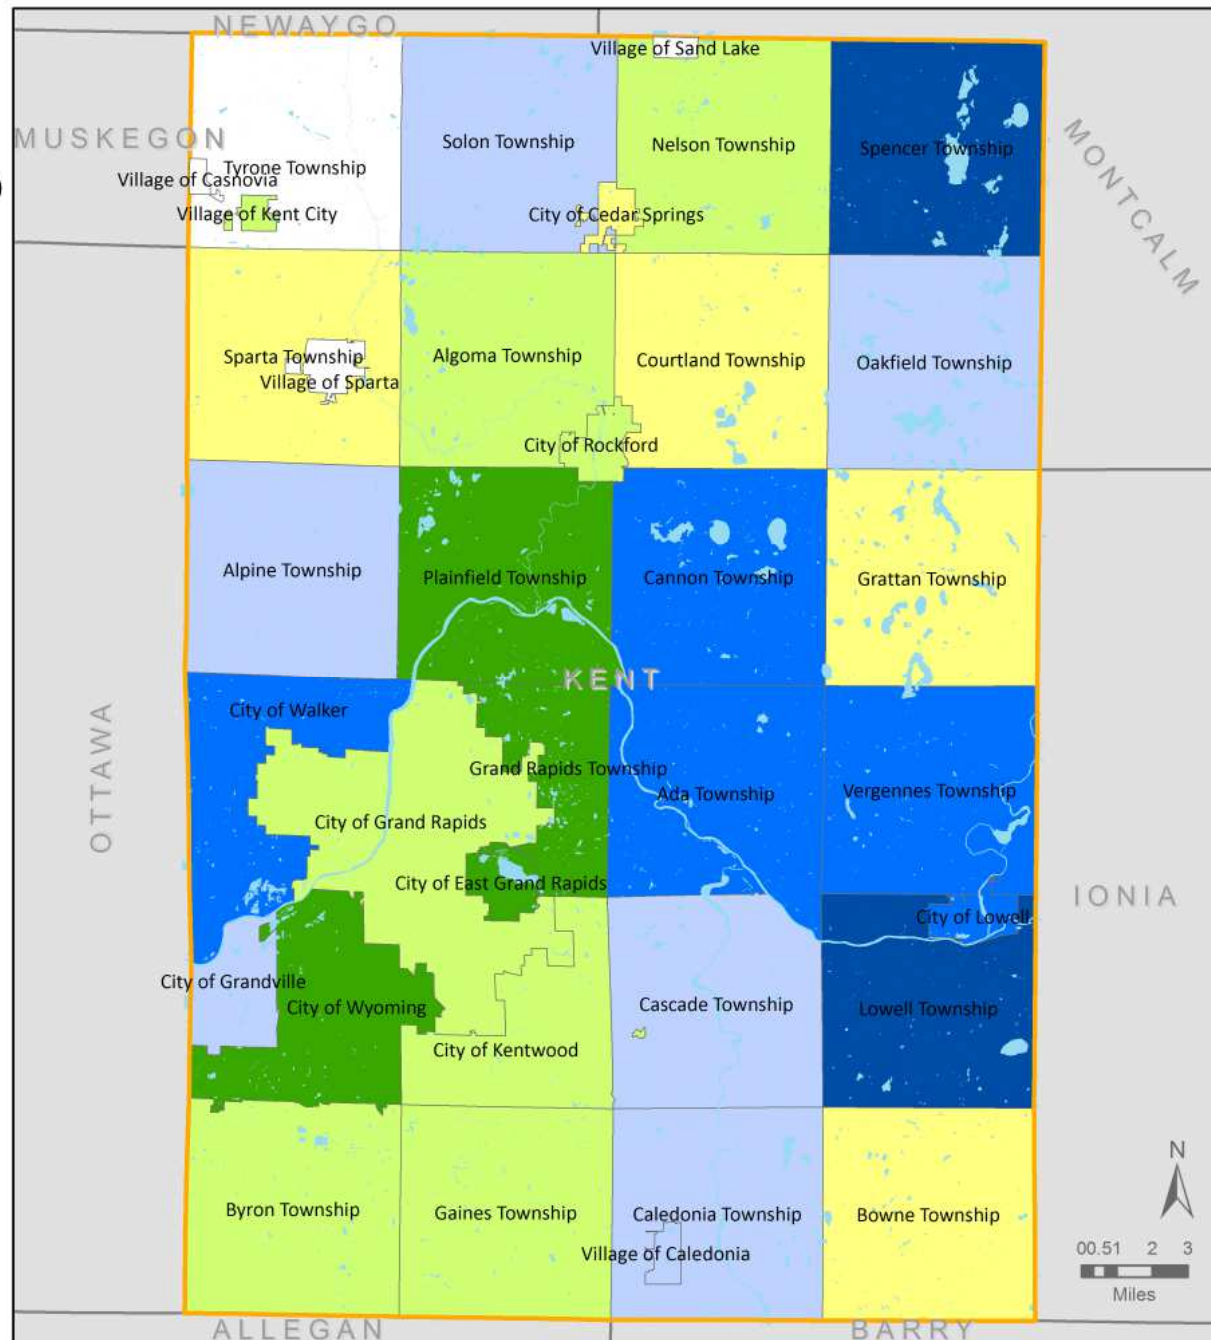 NEWAYGO
Village of Sand Lake
MUSKEGON
MONTCALM
Solon Township
Nelson Township
Spencer Township
Tyrone Township
Village of Casnovia
Village of Kent City
City of Cedar Springs
Sparta Township
Village of Sparta
Algoma Township
Courtland Township
Oakfield Township
City of Rockford
Alpine Township
Plainfield Township
Cannon Township
Grattan Township
KENT
OTTAWA
City of Walker
Grand Rapids Township
Ada Township
Vergennes Township
City of Grand Rapids
City of East Grand Rapids
IONIA
City of Lowell
City of Grandville
City of Wyoming
Cascade Township
Lowell Township
City of Kentwood
N
Byron Township
Gaines Township
Caledonia Township
Bowne Township
Village of Caledonia
00.51 2 3
Miles
ALLEGAN
BARRY